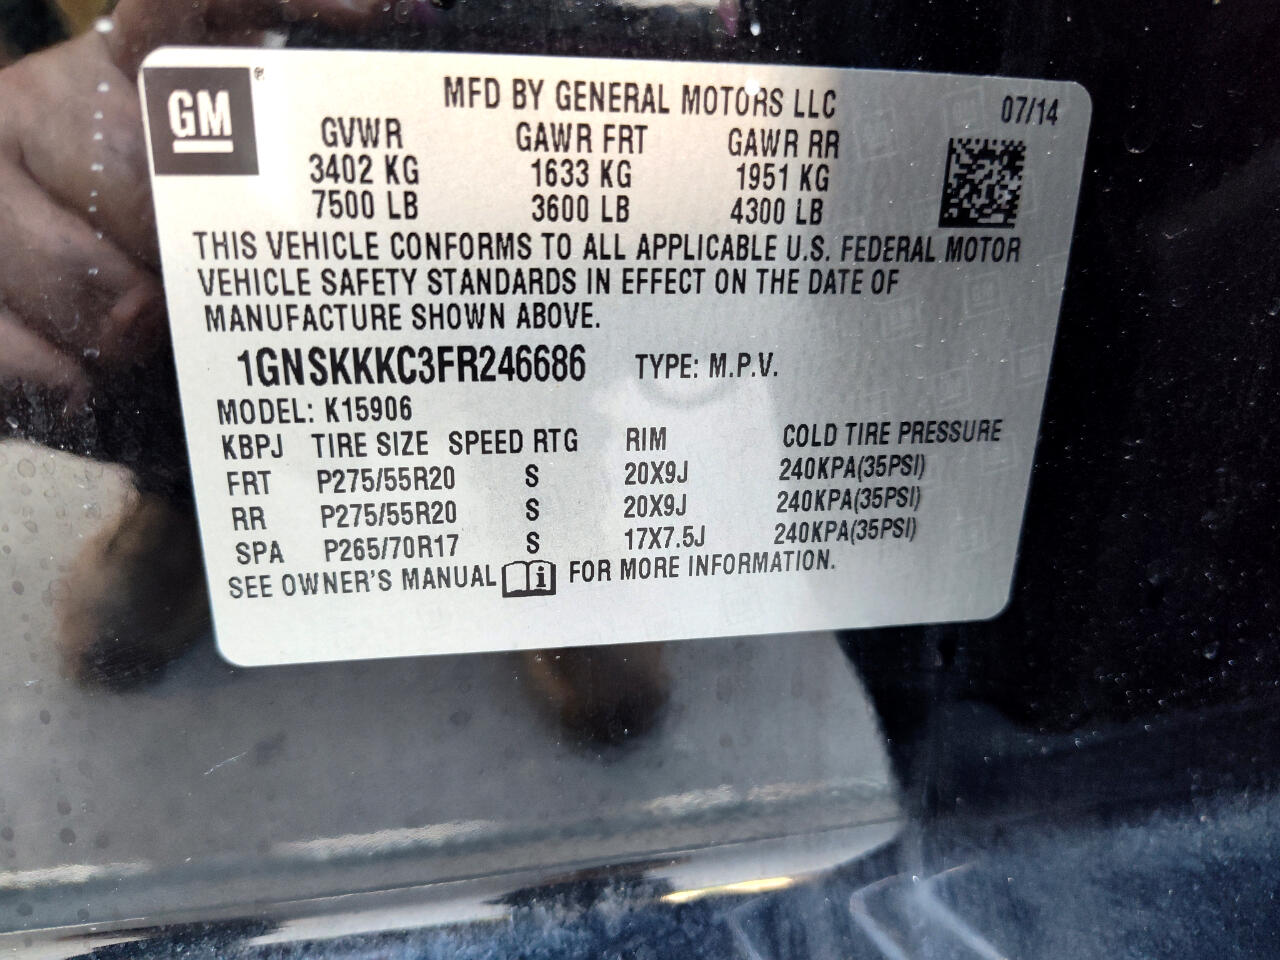 GM ®
MFD BY GENERAL MOTORS LLC 07/14
GVWR GAWR FRT GAWR RR
3402 KG 1633 KG 1951 KG
7500 LB 3600 LB 4300 LB
THIS VEHICLE CONFORMS TO ALL APPLICABLE U.S. FEDERAL MOTOR
VEHICLE SAFETY STANDARDS IN EFFECT ON THE DATE OF
MANUFACTURE SHOWN ABOVE.
1GNSKKKC3FR246686 TYPE: M.P.V.
MODEL: K15906
KBPJ TIRE SIZE SPEED RTG RIM COLD TIRE PRESSURE
FRT P275/55R20 S 20X9J 240KPA(35PSI)
RR P275/55R20 S 20X9J 240KPA(35PSI)
SPA P265/70R17 S 17X7.5J 240KPA(35PSI)
SEE OWNER'S MANUAL i FOR MORE INFORMATION.